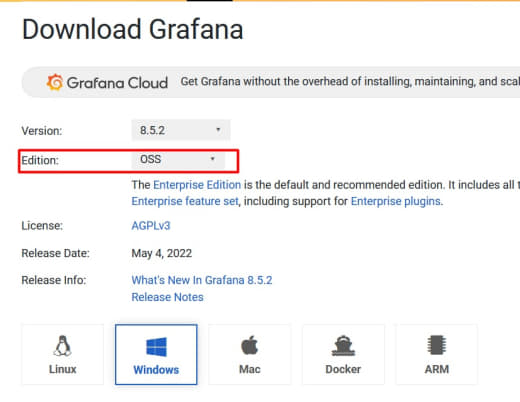 Download Grafana
Grafana Cloud Get Grafana without the overhead of installing, maintaining, and scal
Version: 8.5.2
Edition: OSS
The Enterprise Edition is the default and recommended edition. It includes all t
Enterprise feature set, including support for Enterprise plugins.
License: AGPLv3
Release Date: May 4, 2022
Release Info: What's New In Grafana 8.5.2
Release Notes
Linux Windows Mac Docker ARM